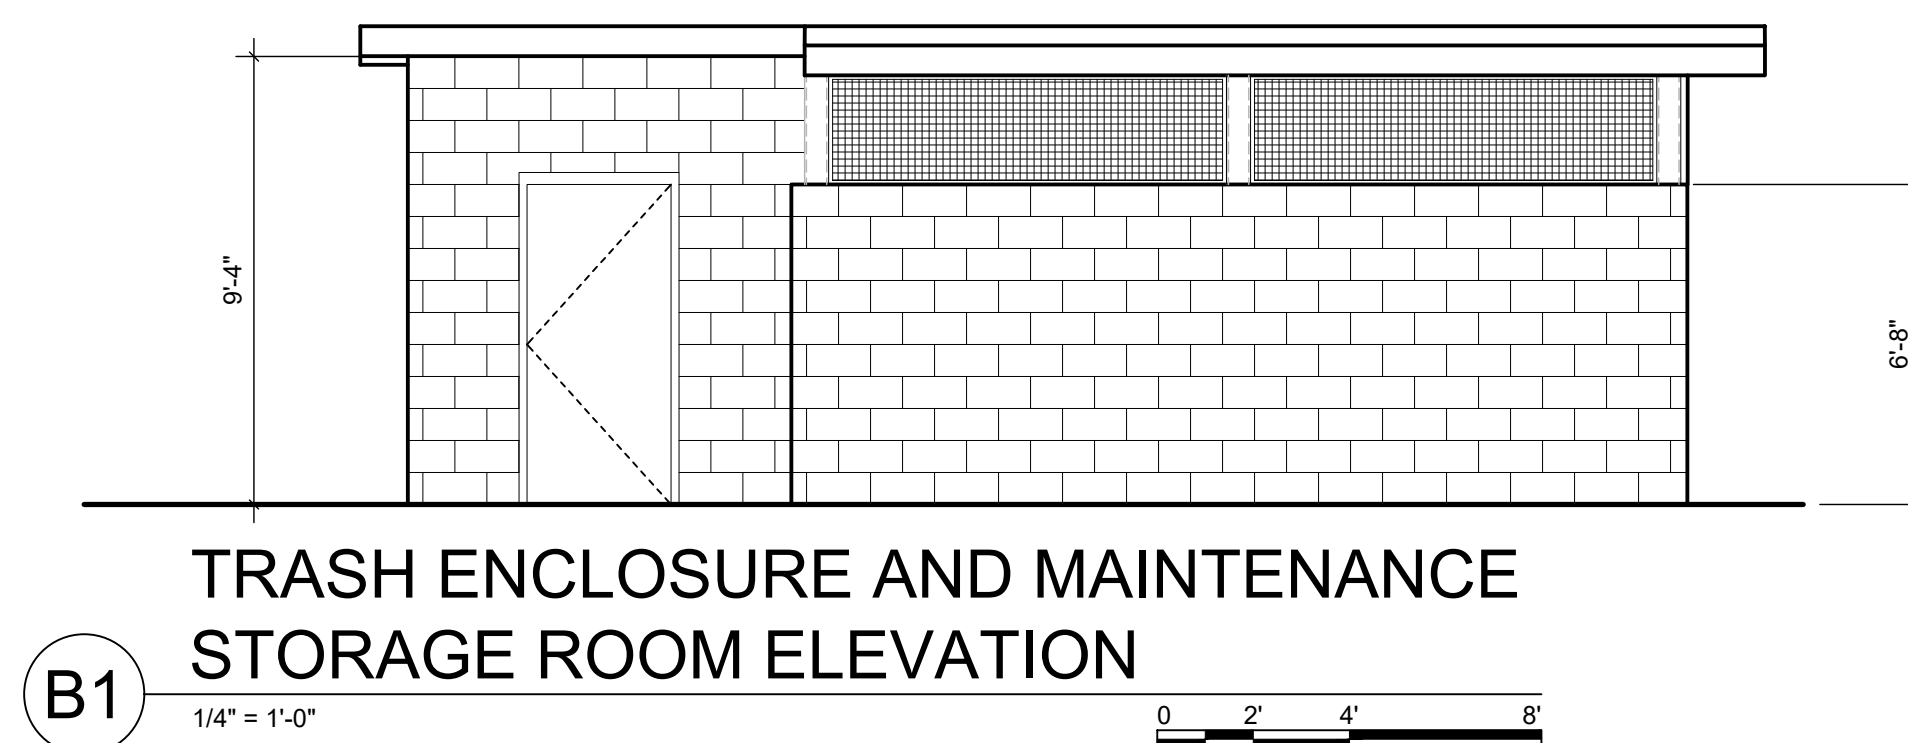 9'-4"
6'-8"
TRASH ENCLOSURE AND MAINTENANCE
STORAGE ROOM ELEVATION
B1
1/4" = 1'-0"
0 2' 4' 8'